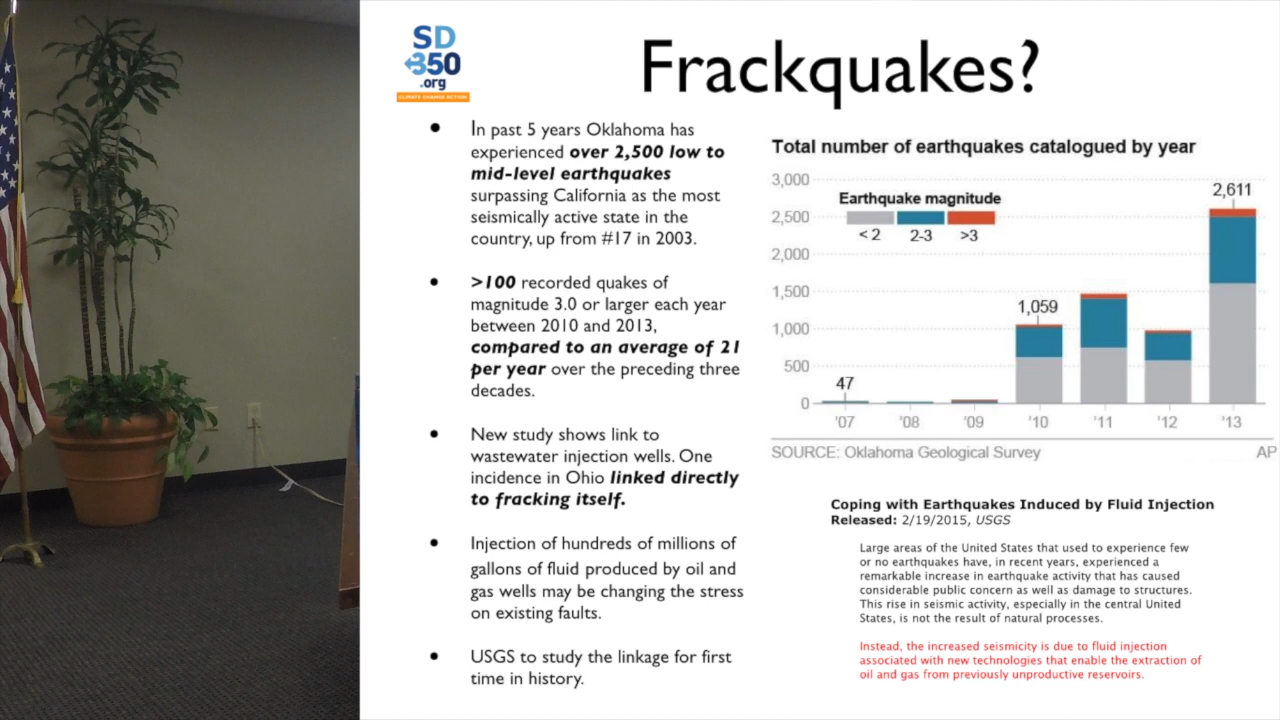 SD
350
.org
CLIMATE CHANGE ACTION
Frackquakes?
• In past 5 years Oklahoma has
experienced over 2,500 low to
mid-level earthquakes
surpassing California as the most
seismically active state in the
country, up from #17 in 2003.
• >100 recorded quakes of
magnitude 3.0 or larger each year
between 2010 and 2013,
compared to an average of 21
per year over the preceding three
decades.
• New study shows link to
wastewater injection wells. One
incidence in Ohio linked directly
to fracking itself.
• Injection of hundreds of millions of
gallons of fluid produced by oil and
gas wells may be changing the stress
on existing faults.
• USGS to study the linkage for first
time in history.
Total number of earthquakes catalogued by year
3,000
2,500
2,000
1,500
1,000
500
0
Earthquake magnitude
< 2 2-3 >3
47
1,059
2,611
'07 '08 '09 '10 '11 '12 '13
SOURCE: Oklahoma Geological Survey AP
Coping with Earthquakes Induced by Fluid Injection
Released: 2/19/2015, USGS
Large areas of the United States that used to experience few
or no earthquakes have, in recent years, experienced a
remarkable increase in earthquake activity that has caused
considerable public concern as well as damage to structures.
This rise in seismic activity, especially in the central United
States, is not the result of natural processes.
Instead, the increased seismicity is due to fluid injection
associated with new technologies that enable the extraction of
oil and gas from previously unproductive reservoirs.